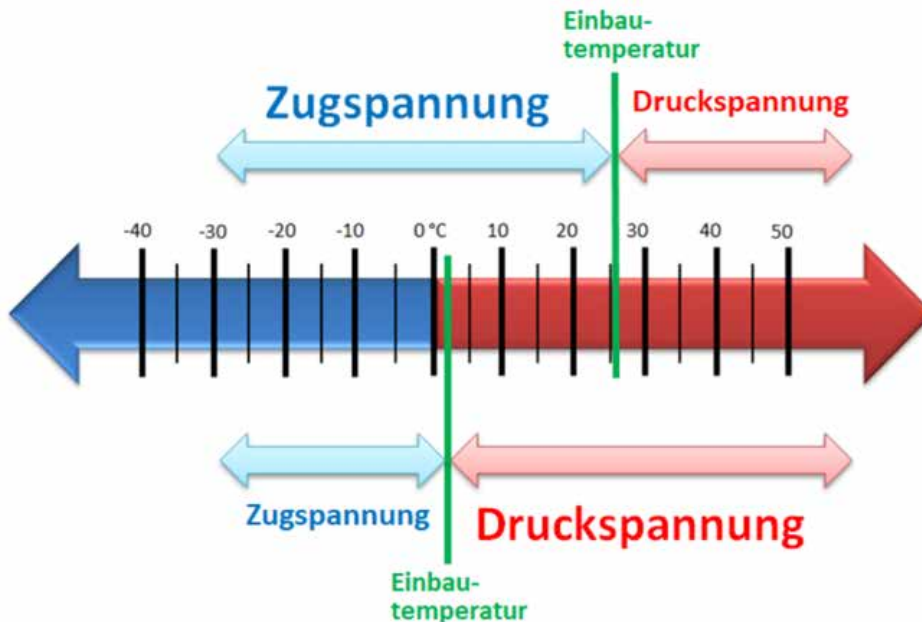 Einbau-
temperatur
Zugspannung
Druckspannung
-40 -30 -20 -10 0 °C 10 20 30 40 50
Zugspannung
Druckspannung
Einbau-
temperatur